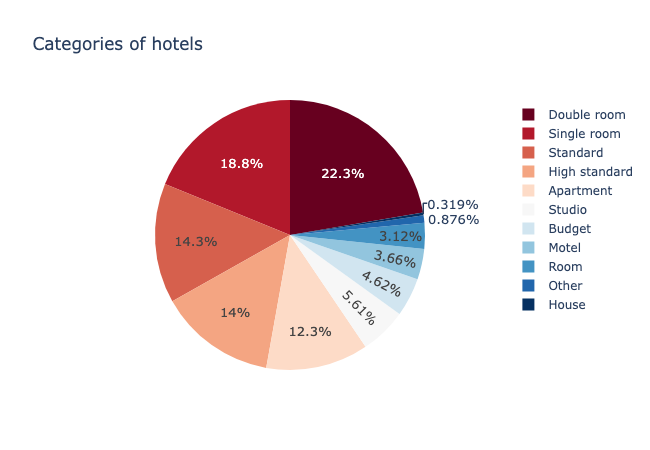 Categories of hotels
22.3%
18.8%
14.3%
14%
12.3%
5.61%
4.62%
3.66%
3.12%
0.876%
0.319%
Double room
Single room
Standard
High standard
Apartment
Studio
Budget
Motel
Room
Other
House